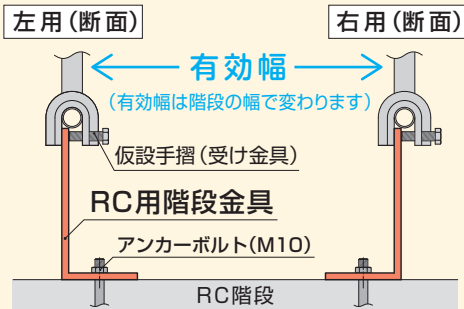 左用(断面)
右用(断面)
有効幅
(有効幅は階段の幅で変わります)
仮設手摺(受け金具)
RC用階段金具
アンカーボルト(M10)
RC階段